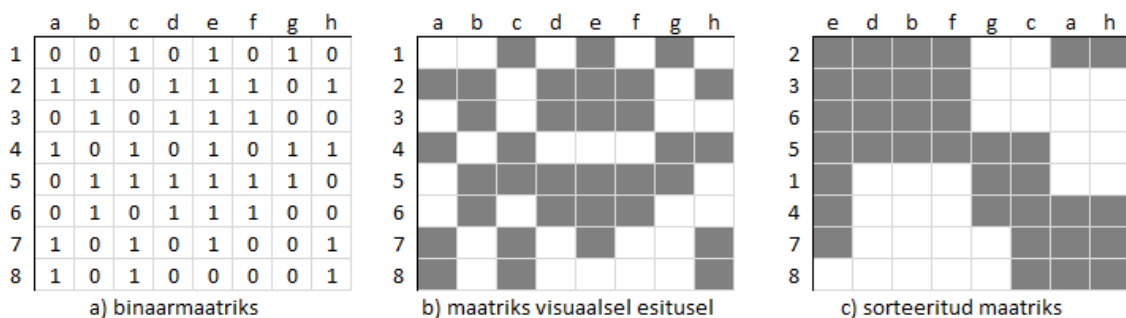 a b c d e f g h
1 0 0 1 0 1 0 1 0
2 1 1 0 1 1 1 0 1
3 0 1 0 1 1 1 0 0
4 1 0 1 0 1 0 1 1
5 0 1 1 1 1 1 1 0
6 0 1 0 1 1 1 0 0
7 1 0 1 0 1 0 0 1
8 1 0 1 0 0 0 0 1
a) binaarmaatriks
a b c d e f g h
1
2
3
4
5
6
7
8
b) maatriks visuaalsel esitusel
e d b f g c a h
2
3
6
5
1
4
7
8
c) sorteeritud maatriks